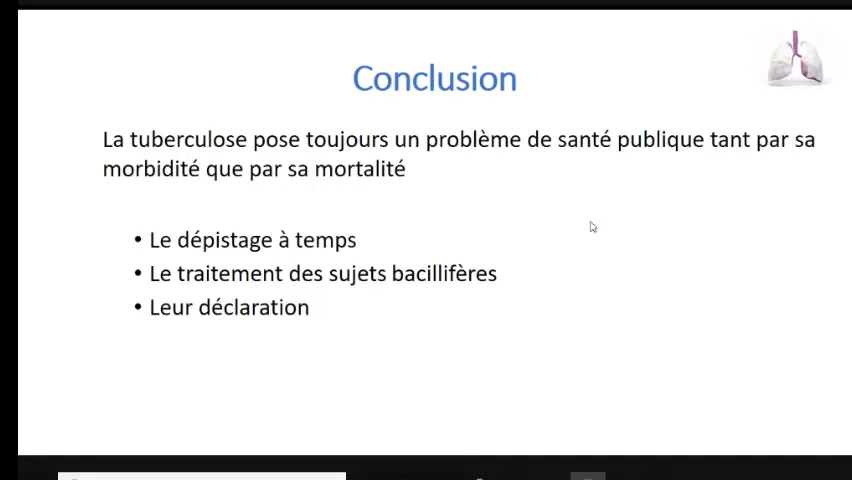 Conclusion
La tuberculose pose toujours un problème de santé publique tant par sa
morbidité que par sa mortalité
• Le dépistage à temps
• Le traitement des sujets bacillifères
• Leur déclaration